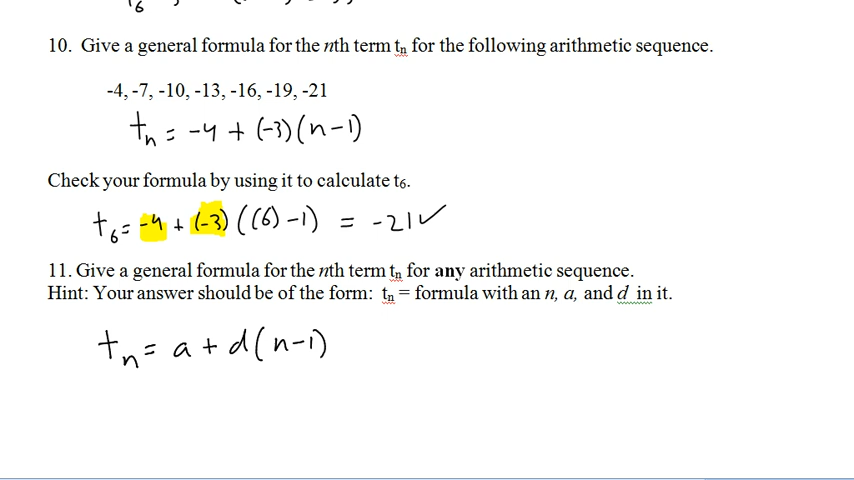 10. Give a general formula for the nth term tn for the following arithmetic sequence.
-4, -7, -10, -13, -16, -19, -21
tn = -4 + (-3)(n-1)
Check your formula by using it to calculate t6.
t6 = -4 + (-3)((6)-1) = -21✓
11. Give a general formula for the nth term tn for any arithmetic sequence.
Hint: Your answer should be of the form: tn = formula with an n, a, and d in it.
tn = a + d(n-1)